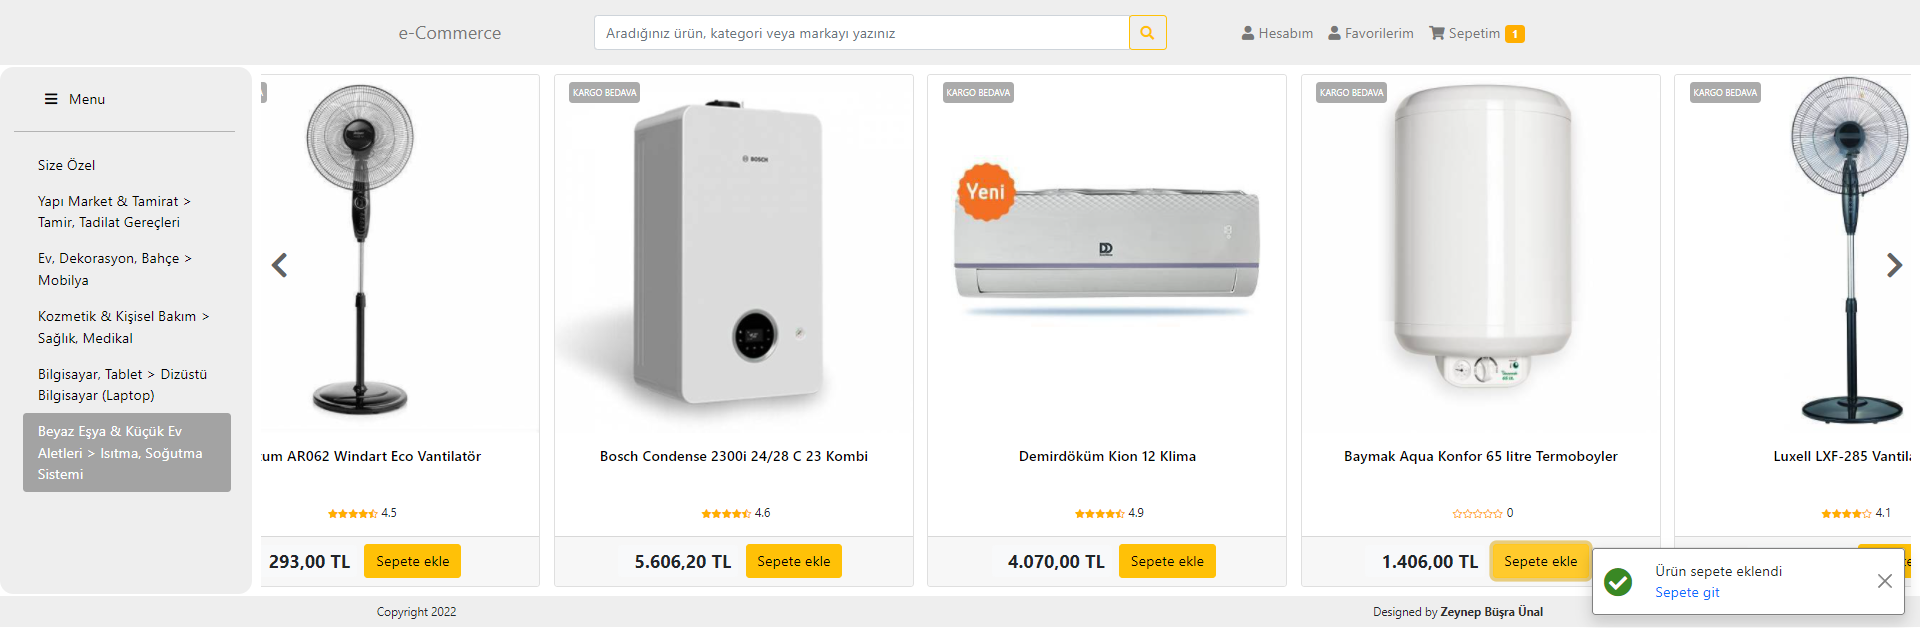 e-Commerce
Aradığınız ürün, kategori veya markayı yazınız
Hesabım
Favorilerim
Sepetim 1
Menu
Size Özel
Yapı Market & Tamirat >
Tamir, Tadilat Gereçleri
Ev, Dekorasyon, Bahçe >
Mobilya
Kozmetik & Kişisel Bakım >
Sağlık, Medikal
Bilgisayar, Tablet > Dizüstü
Bilgisayar (Laptop)
Beyaz Eşya & Küçük Ev
Aletleri > Isıtma, Soğutma
Sistemi
AR062 Windart Eco Vantilatör
4.5
293,00 TL
Sepete ekle
KARGO BEDAVA
BOSCH
Bosch Condense 2300i 24/28 C 23 Kombi
4.6
5.606,20 TL
Sepete ekle
KARGO BEDAVA
Yeni
Demirdöküm Kion 12 Klima
4.9
4.070,00 TL
Sepete ekle
KARGO BEDAVA
Baymak Aqua Konfor 65 litre Termoboyler
0
1.406,00 TL
Sepete ekle
KARGO BEDAVA
Luxell LXF-285
4.1
Ürün sepete eklendi
Sepete git
Copyright 2022
Designed by Zeynep Büşra Ünal